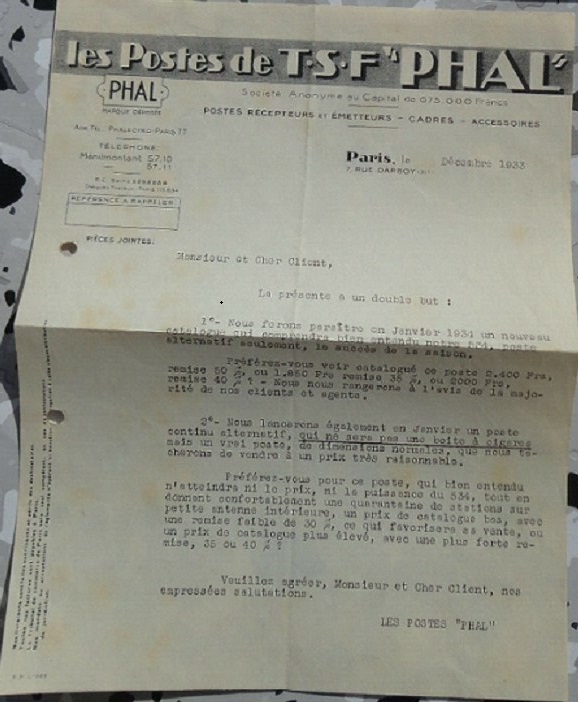 les Postes de T·S·F "PHAL"
Société Anonyme au Capital de 675.000 Francs
PHAL
MARQUE DÉPOSÉE
POSTES RÉCEPTEURS ET ÉMETTEURS - CADRES - ACCESSOIRES
TÉLÉPHONE:
Ménilmontant 57.10
57.11
Paris, le Décembre 1933
7, RUE DARBOY
RÉFÉRENCE A RAPPELER
PIÈCES JOINTES:
Monsieur et Cher Client,
La présente a un double but :
1°- Nous ferons paraître en Janvier 1934 un nouveau
catalogue qui comprendra bien entendu notre 534, poste
alternatif seulement, le succès de la saison.
Préférez-vous voir catalogué ce poste 2.400 Frs,
remise 50 %, ou 1.850 Frs remise 35 %, ou 2000 Frs,
remise 40 % ? - Nous nous rangerons à l'avis de la majo-
rité de nos clients et agents.
2°- Nous lancerons également en Janvier un poste
continu alternatif, qui ne sera pas une boîte à cigares
mais un vrai poste, de dimensions normales, que nous tâ-
cherons de vendre à un prix très raisonnable.
Préférez-vous pour ce poste, qui bien entendu
n'atteindra ni le prix, ni la puissance du 534, tout en
donnant confortablement une quarantaine de stations sur
petite antenne intérieure, un prix de catalogue bas, avec
une remise faible de 30 %, ce qui favorisera sa vente, ou
un prix de catalogue plus élevé, avec une plus forte re-
mise, 35 ou 40 % ?
Veuillez agréer, Monsieur et Cher Client, nos
empressées salutations.
LES POSTES "PHAL"